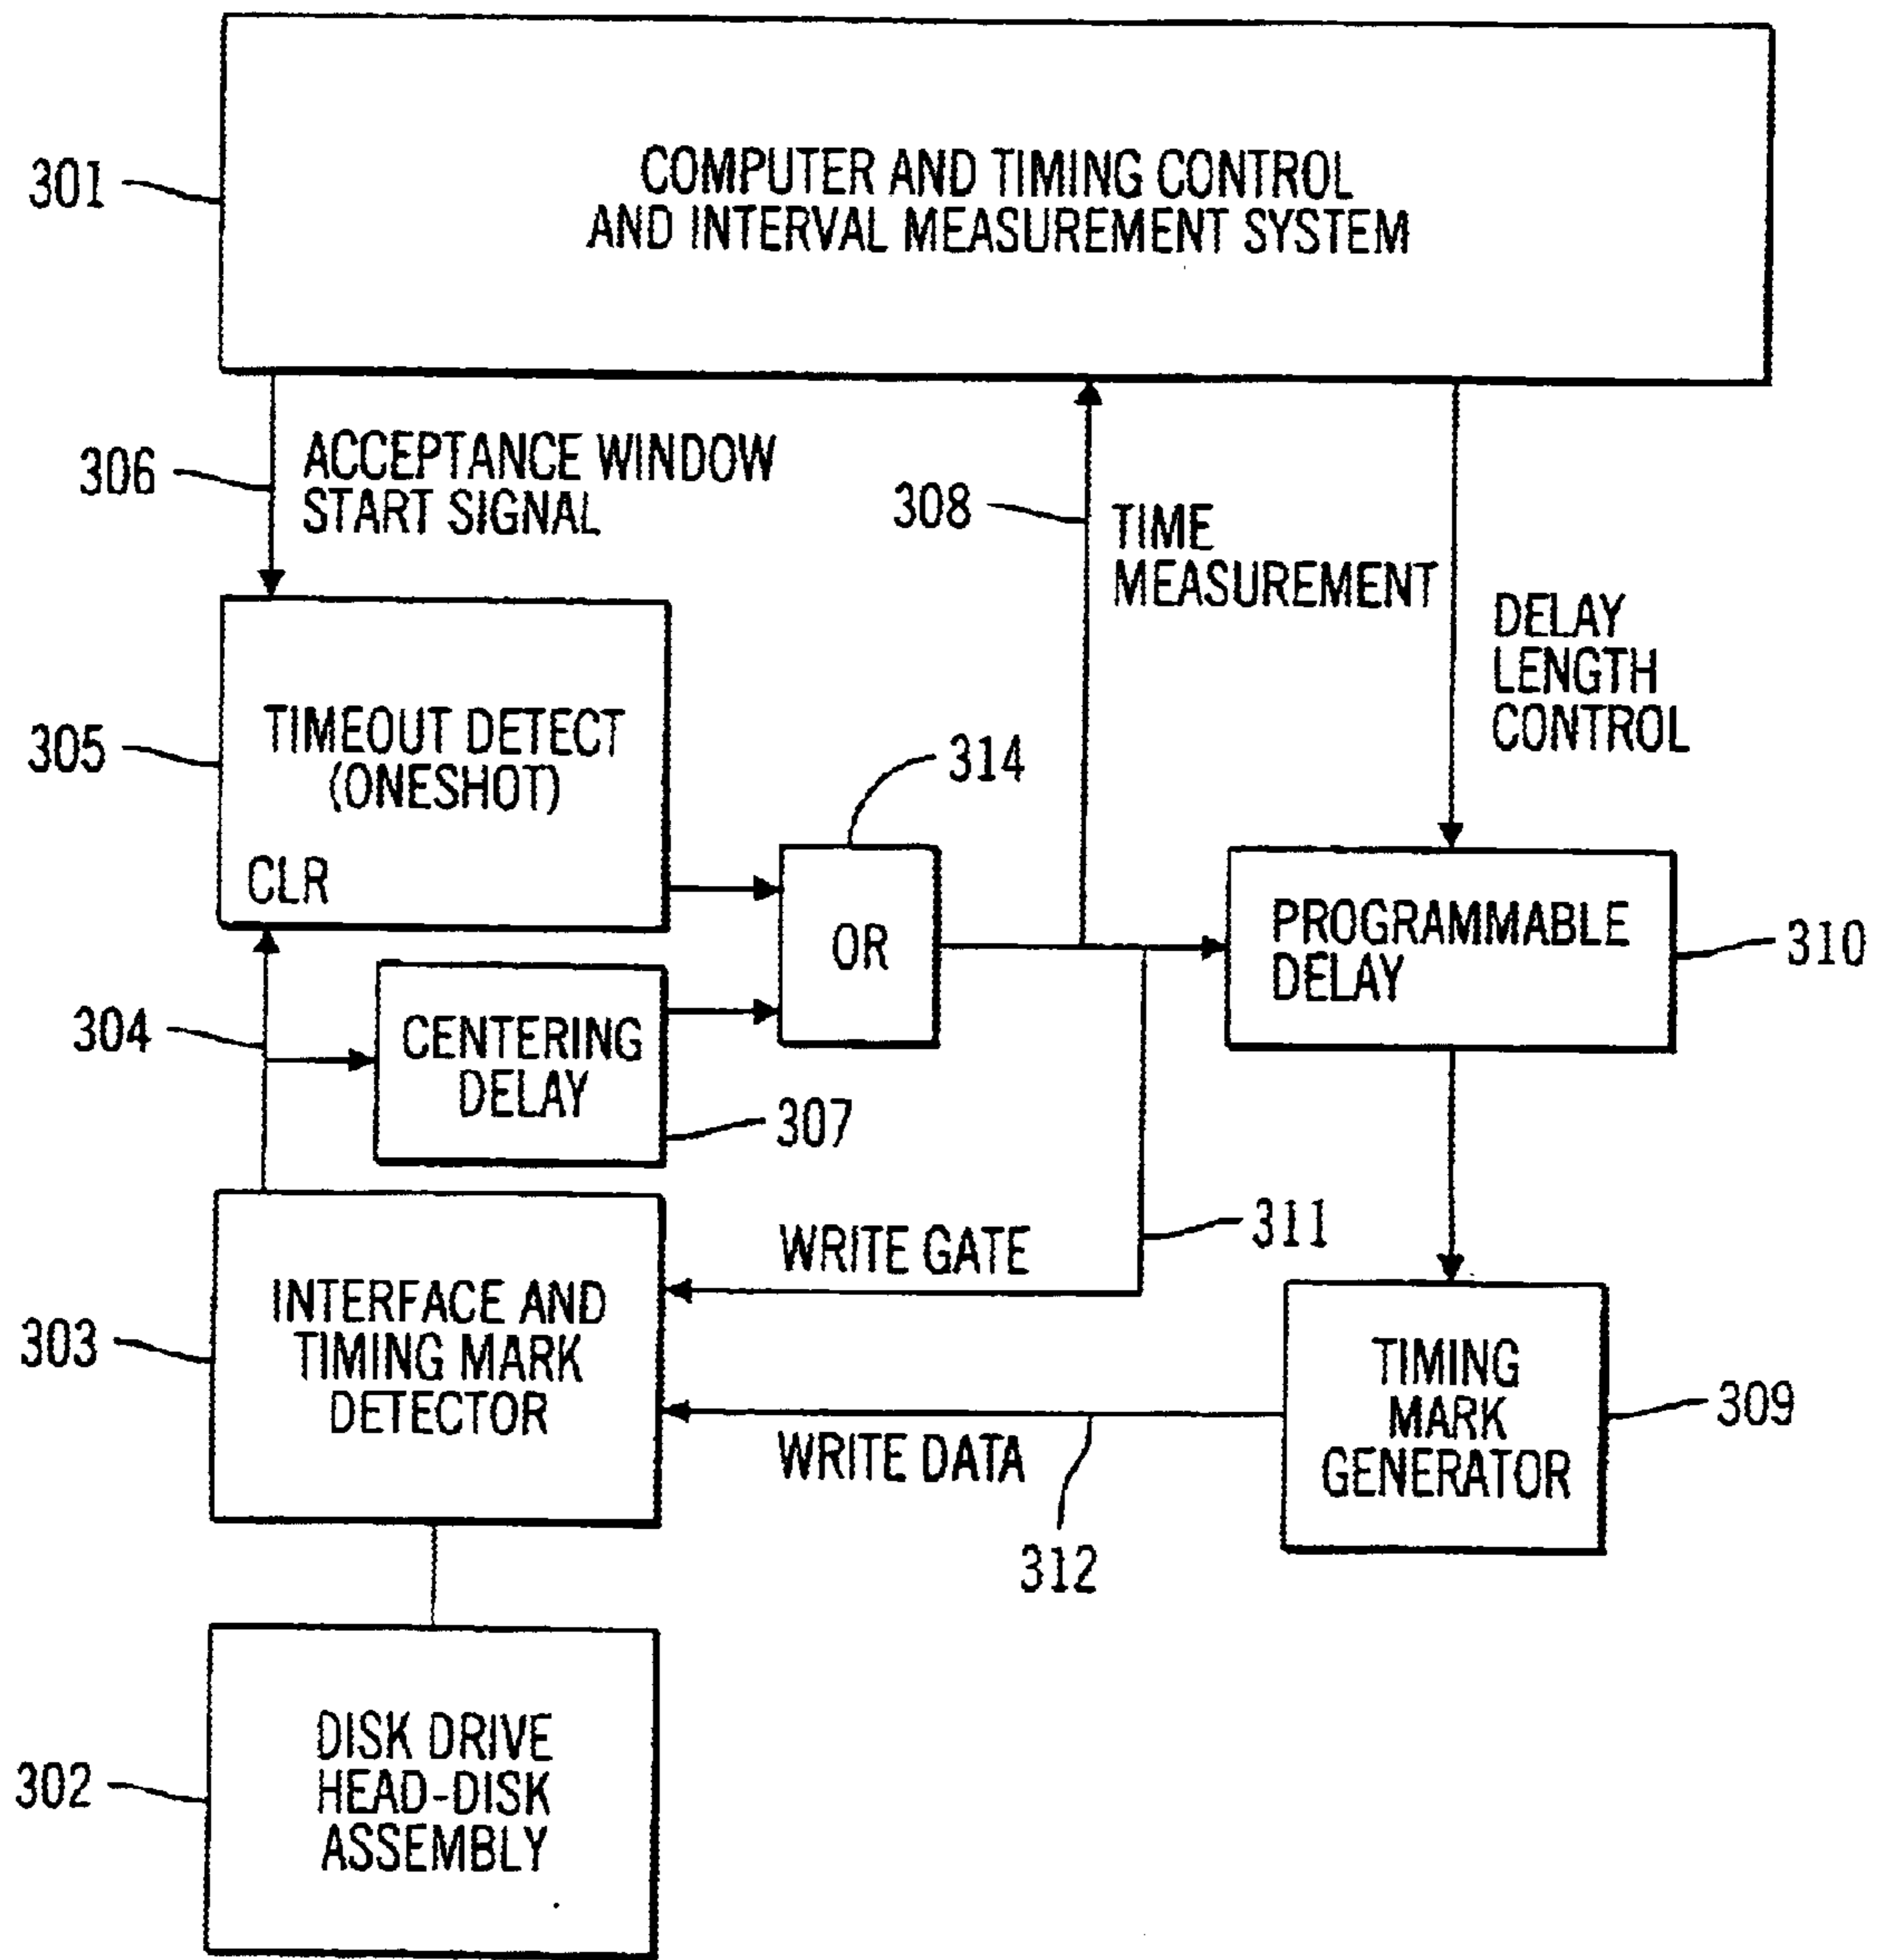 301
COMPUTER AND TIMING CONTROL
AND INTERVAL MEASUREMENT SYSTEM
306
ACCEPTANCE WINDOW
START SIGNAL
308
TIME
MEASUREMENT
DELAY
LENGTH
CONTROL
305
TIMEOUT DETECT
(ONESHOT)
CLR
314
OR
PROGRAMMABLE
DELAY
310
304
CENTERING
DELAY
307
WRITE GATE
311
303
INTERFACE AND
TIMING MARK
DETECTOR
WRITE DATA
312
TIMING
MARK
GENERATOR
309
302
DISK DRIVE
HEAD-DISK
ASSEMBLY